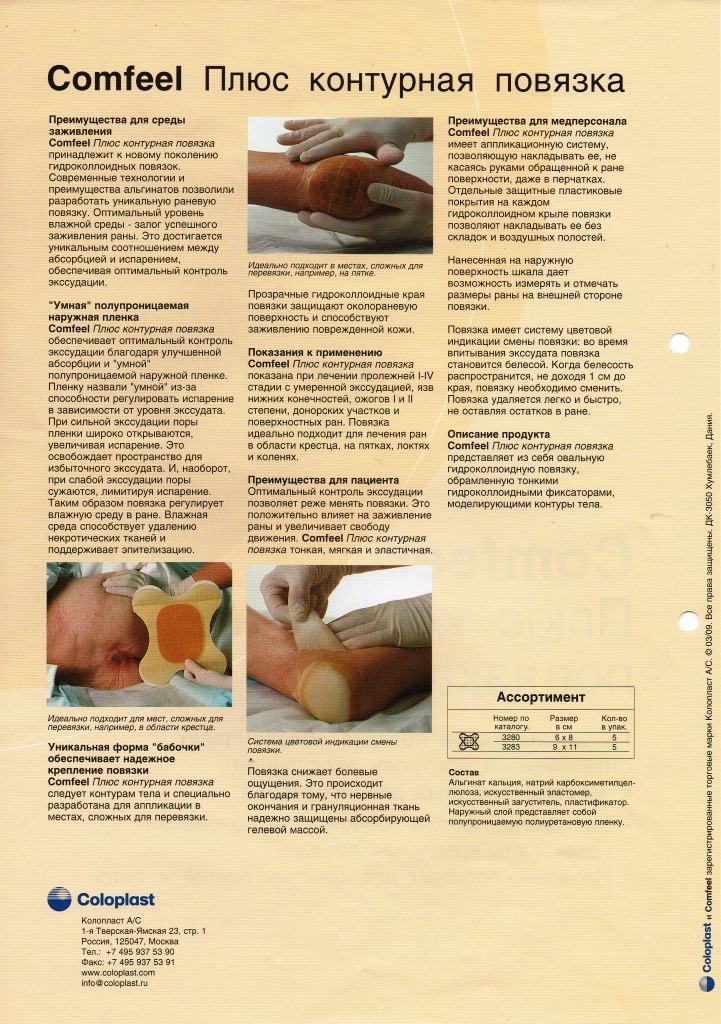 Comfeel Плюс контурная повязка
Преимущества для среды
заживления
Comfeel Плюс контурная повязка
принадлежит к новому поколению
гидроколлоидных повязок.
Современные технологии и
преимущества альгинатов позволили
разработать уникальную раневую
повязку. Оптимальный уровень
влажной среды - залог успешного
заживления раны. Это достигается
уникальным соотношением между
абсорбцией и испарением,
обеспечивая оптимальный контроль
экссудации.
"Умная" полупроницаемая
наружная пленка
Comfeel Плюс контурная повязка
обеспечивает оптимальный контроль
экссудации благодаря улучшенной
абсорбции и "умной"
полупроницаемой наружной пленке.
Пленку назвали "умной" из-за
способности регулировать испарение
в зависимости от уровня экссудата.
При сильной экссудации поры
пленки широко открываются,
увеличивая испарение. Это
освобождает пространство для
избыточного экссудата. И, наоборот,
при слабой экссудации поры
сужаются, лимитируя испарение.
Таким образом повязка регулирует
влажную среду в ране. Влажная
среда способствует удалению
некротических тканей и
поддерживает эпителизацию.
Идеально подходит для мест, сложных для
перевязки, например, в области крестца.
Уникальная форма "бабочки"
обеспечивает надежное
крепление повязки
Comfeel Плюс контурная повязка
следует контурам тела и специально
разработана для аппликации в
местах, сложных для перевязки.
Идеально подходит в местах, сложных для
перевязки, например, на пятке.
Прозрачные гидроколлоидные края
повязки защищают околораневую
поверхность и способствуют
заживлению поврежденной кожи.
Показания к применению
Comfeel Плюс контурная повязка
показана при лечении пролежней I-IV
стадии с умеренной экссудацией, язв
нижних конечностей, ожогов I и II
степени, донорских участков и
поверхностных ран. Повязка
идеально подходит для лечения ран
в области крестца, на пятках, локтях
и коленях.
Преимущества для пациента
Оптимальный контроль экссудации
позволяет реже менять повязки. Это
положительно влияет на заживление
раны и увеличивает свободу
движения. Comfeel Плюс контурная
повязка тонкая, мягкая и эластичная.
Система цветовой индикации смены
повязки.
Повязка снижает болевые
ощущения. Это происходит
благодаря тому, что нервные
окончания и грануляционная ткань
надежно защищены абсорбирующей
гелевой массой.
Преимущества для медперсонала
Comfeel Плюс контурная повязка
имеет аппликационную систему,
позволяющую накладывать ее, не
касаясь руками обращенной к ране
поверхности, даже в перчатках.
Отдельные защитные пластиковые
покрытия на каждом
гидроколлоидном крыле повязки
позволяют накладывать ее без
складок и воздушных полостей.
Нанесенная на наружную
поверхность шкала дает
возможность измерять и отмечать
размеры раны на внешней стороне
повязки.
Повязка имеет систему цветовой
индикации смены повязки: во время
впитывания экссудата повязка
становится белесой. Когда белесость
распространится, не доходя 1 см до
края, повязку необходимо сменить.
Повязка удаляется легко и быстро,
не оставляя остатков в ране.
Описание продукта
Comfeel Плюс контурная повязка
представляет из себя овальную
гидроколлоидную повязку,
обрамленную тонкими
гидроколлоидными фиксаторами,
моделирующими контуры тела.
Ассортимент
Номер по каталогу. Размер в см Кол-во в упак.
3280 6 x 8 5
3283 9 x 11 5
Состав
Альгинат кальция, натрий карбоксиметилцел-
люлоза, искусственный эластомер,
искусственный загуститель, пластификатор.
Наружный слой представляет собой
полупроницаемую полиуретановую пленку.
Coloplast
Колопласт А/С
1-я Тверская-Ямская 23, стр. 1
Россия, 125047, Москва
Тел.: +7 495 937 53 90
Факс: +7 495 937 53 91
www.coloplast.com
info@coloplast.ru
Coloplast и Comfeel зарегистрированные торговые марки Колопласт А/С. © 03/09. Все права защищены. ДК-3050 Хумлебаек, Дания.